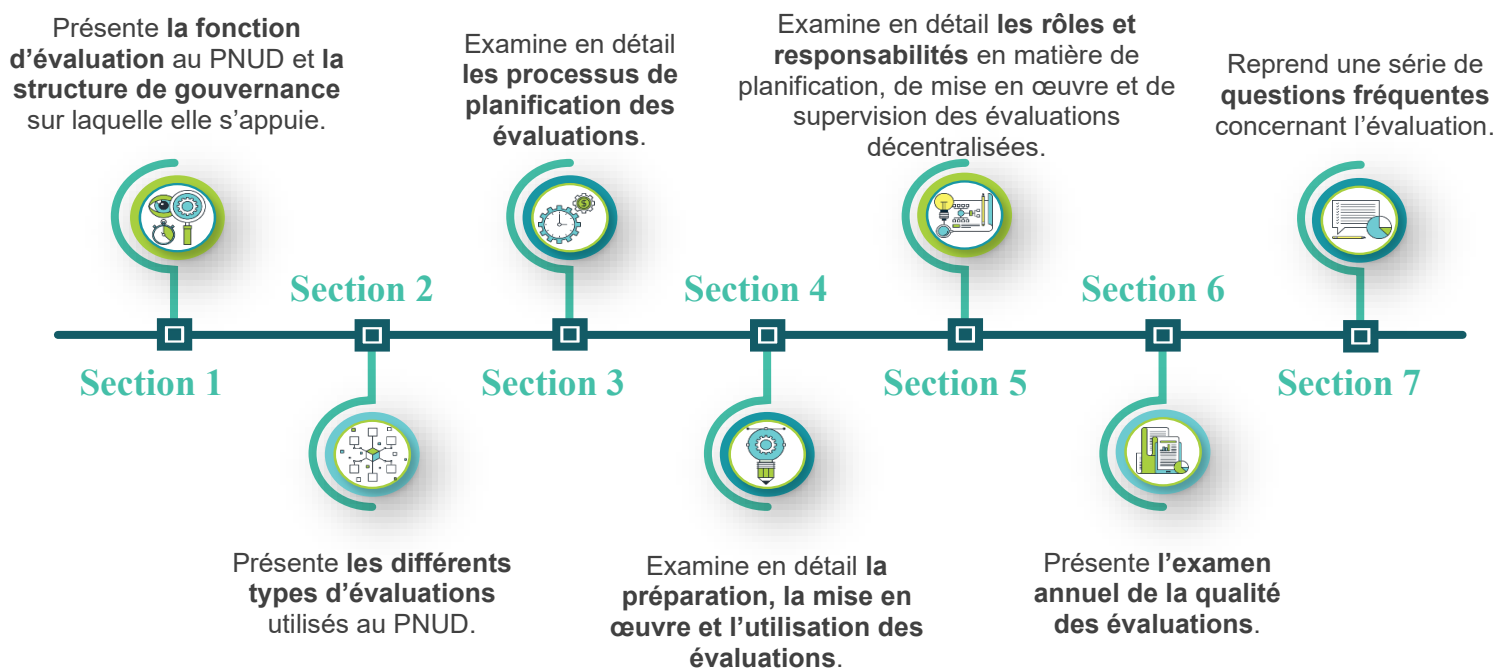 Présente la fonction
d’évaluation au PNUD et la
structure de gouvernance
sur laquelle elle s’appuie.
Section 1
Section 2
Présente les différents
types d’évaluations
utilisés au PNUD.
Examine en détail
les processus de
planification des
évaluations.
Section 3
Section 4
Examine en détail la
préparation, la mise en
œuvre et l’utilisation des
évaluations.
Examine en détail les rôles et
responsabilités en matière de
planification, de mise en œuvre et de
supervision des évaluations
décentralisées.
Section 5
Section 6
Présente l’examen
annuel de la qualité
des évaluations.
Reprend une série de
questions fréquentes
concernant l’évaluation.
Section 7